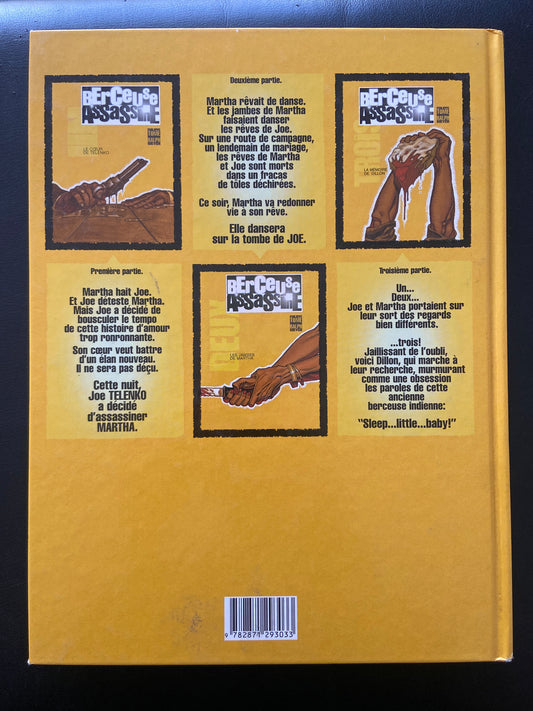 BERCEUSE
ASSASSINE
TOME
RALPH
LE CŒUR
DE TELENKO
Deuxième partie.
Martha rêvait de danse.
Et les jambes de Martha
faisaient danser
les rêves de Joe.
Sur une route de campagne,
un lendemain de mariage,
les rêves de Martha
et Joe sont morts
dans un fracas
de tôles déchirées.
Ce soir, Martha va redonner
vie à son rêve.
Elle dansera
sur la tombe de JOE.
BERCEUSE
ASSASSINE
TROIS
LA MÉMOIRE
DE DILLON
Première partie.
Martha hait Joe.
Et Joe déteste Martha.
Mais Joe a décidé de
bousculer le tempo
de cette histoire d'amour
trop ronronnante.
Son cœur veut battre
d'un élan nouveau.
Il ne sera pas déçu.
Cette nuit,
Joe TELENKO
a décidé
d'assassiner
MARTHA.
BERCEUSE
ASSASSINE
DEUX
LES JAMBES
DE MARTHA
Troisième partie.
Un...
Deux...
Joe et Martha portaient sur
leur sort des regards
bien différents.
...trois!
Jaillissant de l'oubli,
voici Dillon, qui marche à
leur recherche, murmurant
comme une obsession
les paroles de cette
ancienne
berceuse indienne:
"Sleep...little...baby!"
9 782871 293033